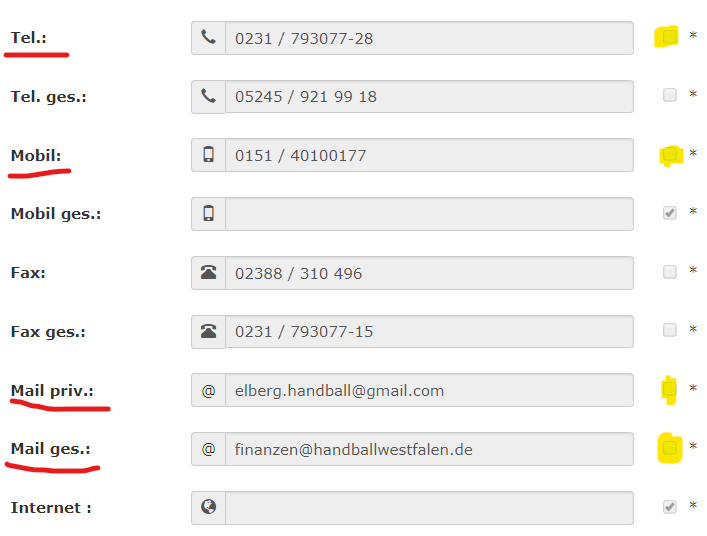 Tel.: 0231 / 793077-28 *
Tel. ges.: 05245 / 921 99 18 *
Mobil: 0151 / 40100177 *
Mobil ges.: *
Fax: 02388 / 310 496 *
Fax ges.: 0231 / 793077-15 *
Mail priv.: @ elberg.handball@gmail.com *
Mail ges.: @ finanzen@handballwestfalen.de *
Internet : *